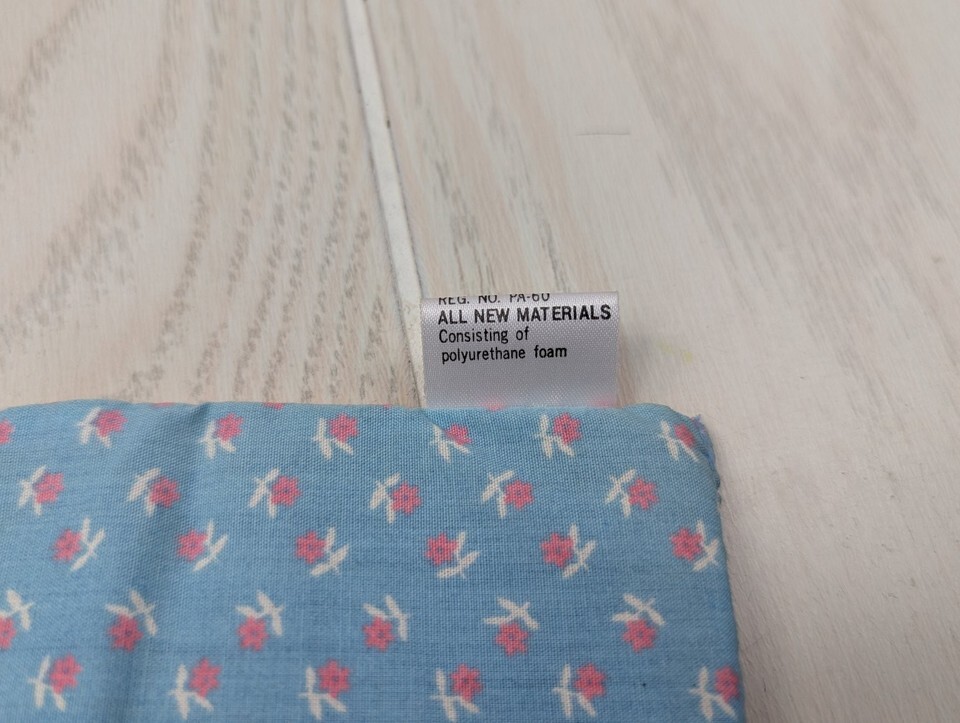 REG. NO. PA-60
ALL NEW MATERIALS
Consisting of
polyurethane foam